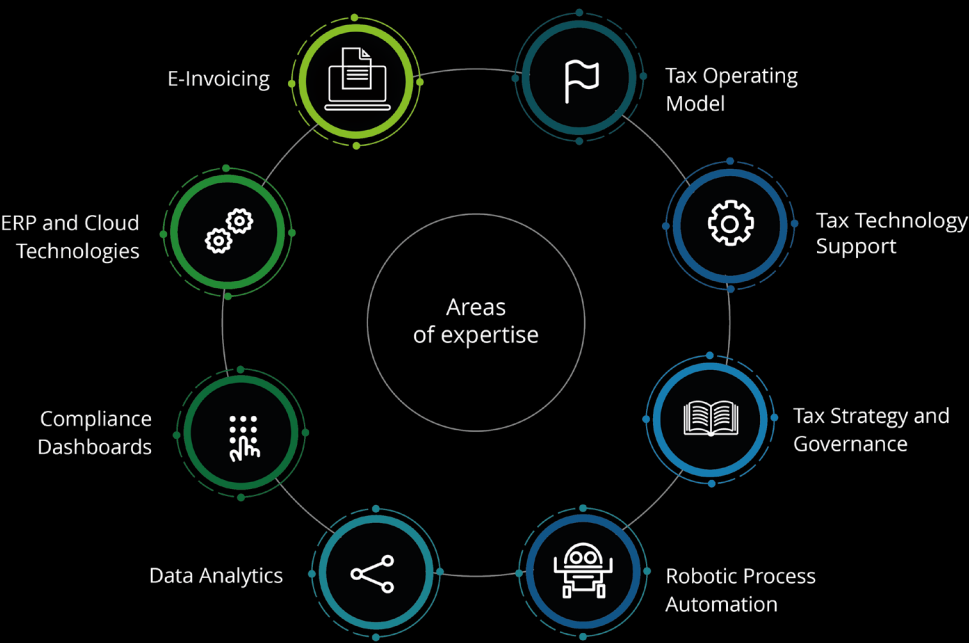 E-Invoicing
Tax Operating
Model
ERP and Cloud
Technologies
Tax Technology
Support
Areas
of expertise
Compliance
Dashboards
Tax Strategy and
Governance
Data Analytics
Robotic Process
Automation